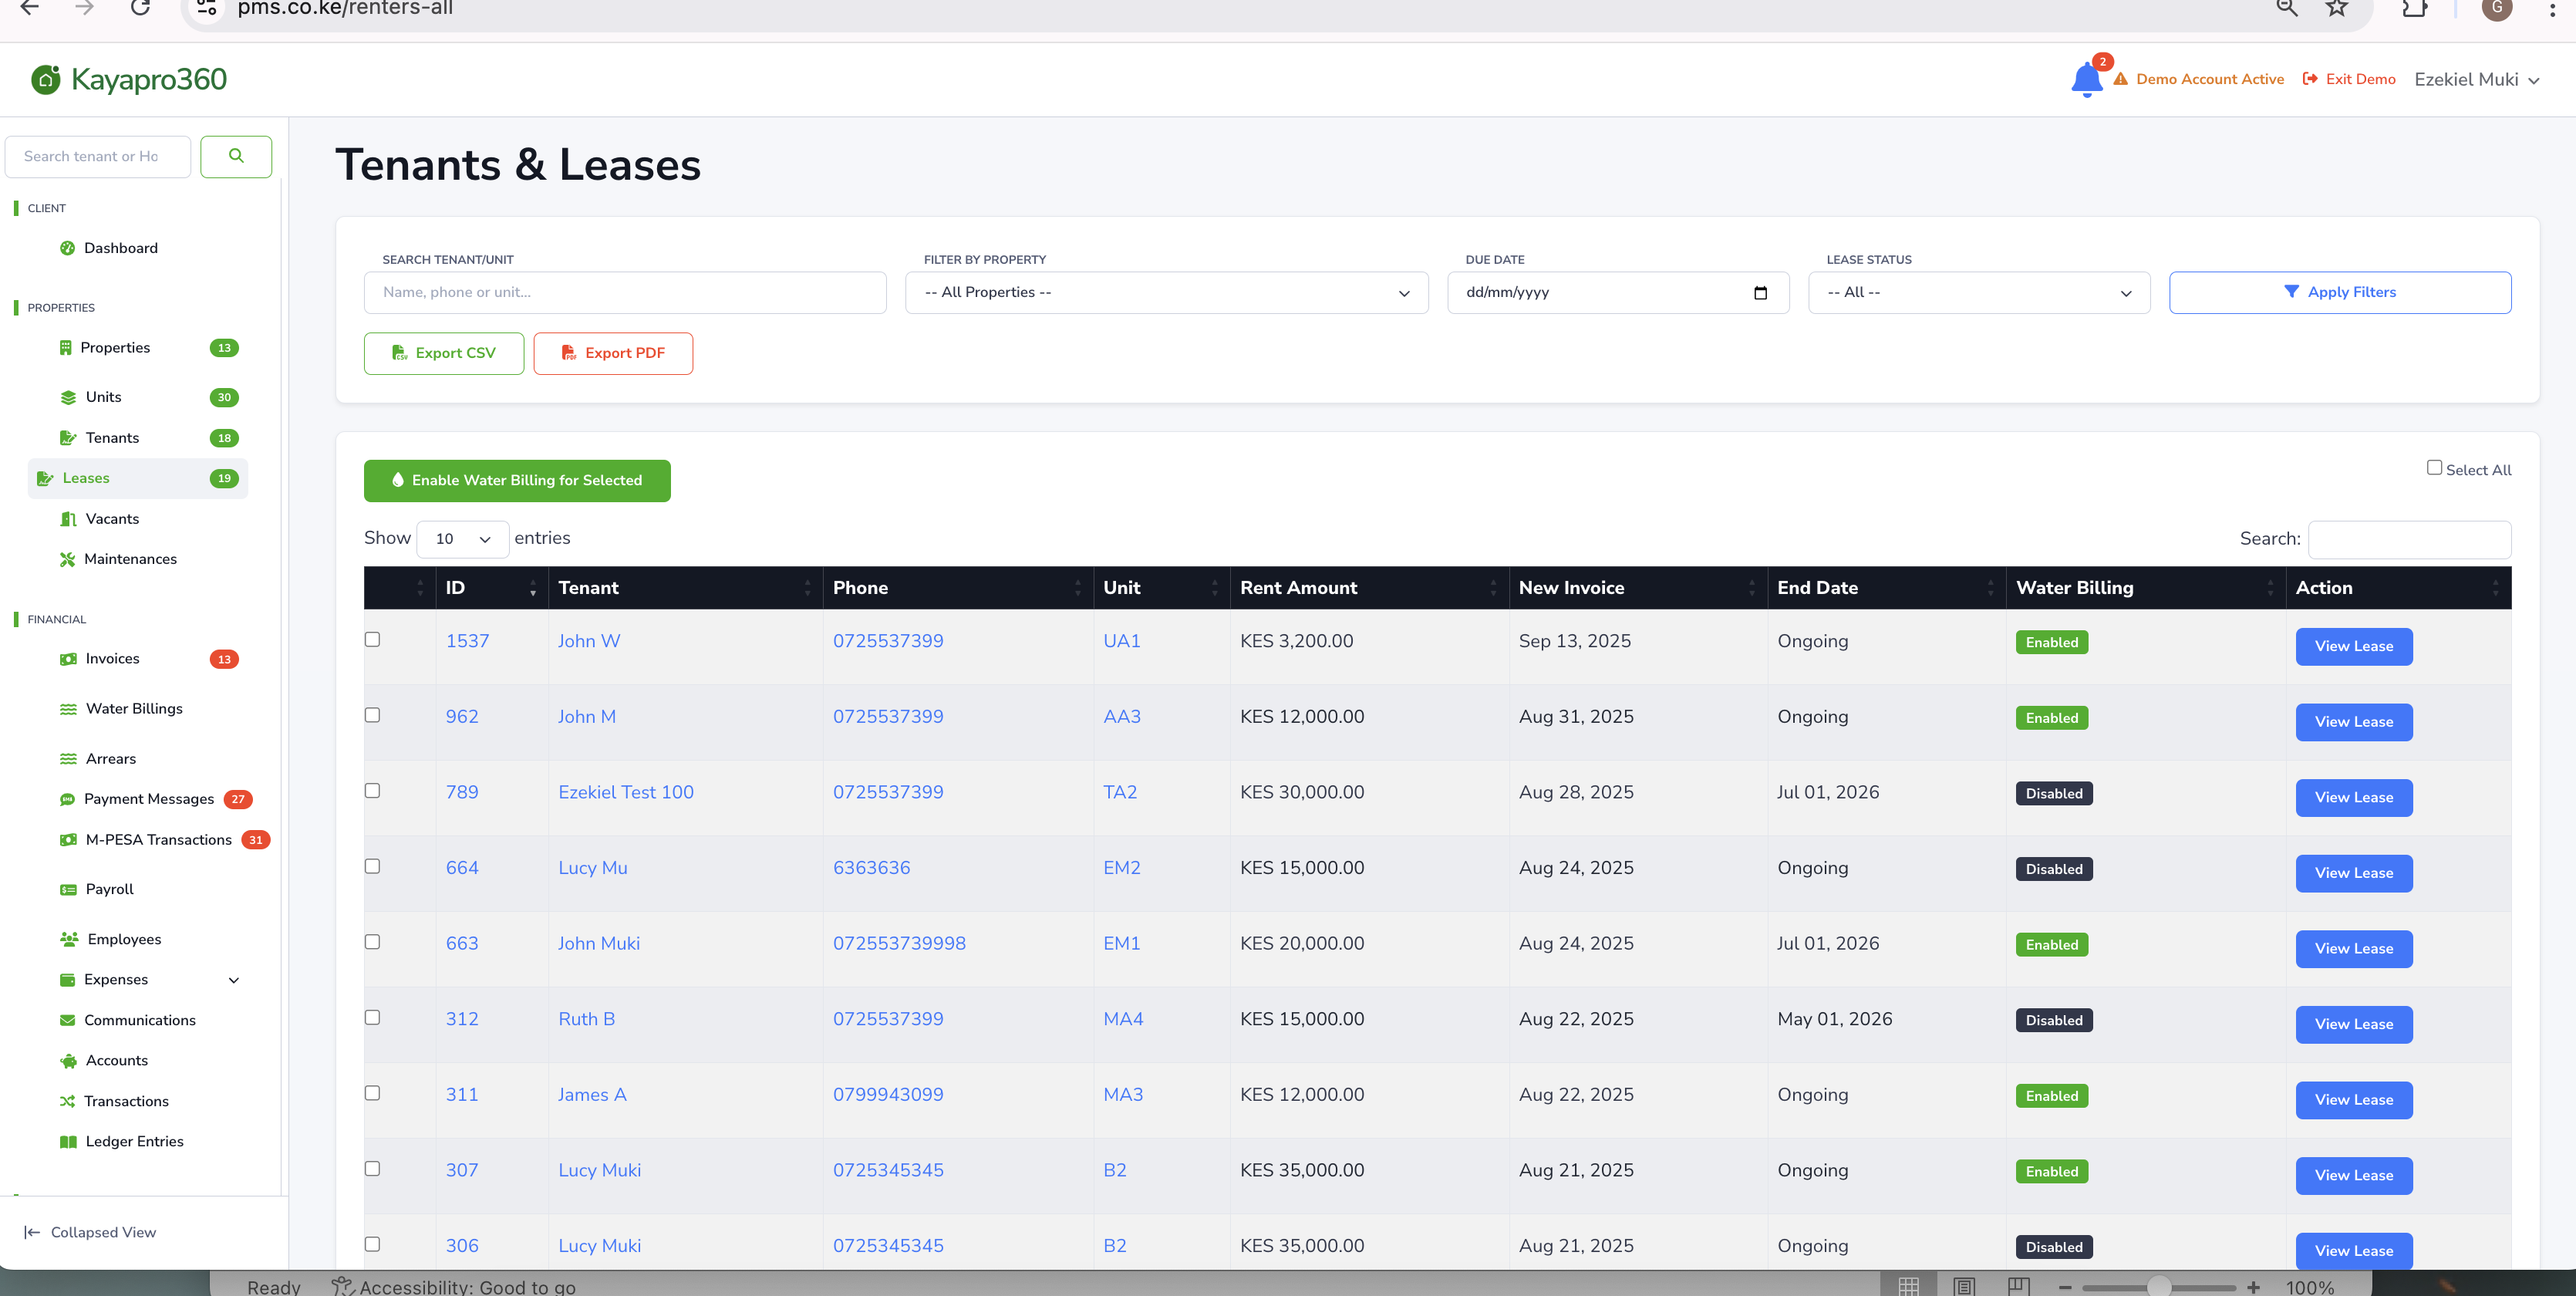 pms.co.ke/renters-all
G
Kayapro360
2
Demo Account Active
Exit Demo
Ezekiel Muki
Search tenant or Ho
CLIENT
Dashboard
PROPERTIES
Properties 13
Units 30
Tenants 18
Leases 19
Vacants
Maintenances
FINANCIAL
Invoices 13
Water Billings
Arrears
Payment Messages 27
M-PESA Transactions 31
Payroll
Employees
Expenses
Communications
Accounts
Transactions
Ledger Entries
Collapsed View
Tenants & Leases
SEARCH TENANT/UNIT FILTER BY PROPERTY DUE DATE LEASE STATUS
Name, phone or unit... -- All Properties -- dd/mm/yyyy -- All -- Apply Filters
Export CSV Export PDF
Enable Water Billing for Selected Select All
Show 10 entries Search:
ID Tenant Phone Unit Rent Amount New Invoice End Date Water Billing Action
1537 John W 0725537399 UA1 KES 3,200.00 Sep 13, 2025 Ongoing Enabled View Lease
962 John M 0725537399 AA3 KES 12,000.00 Aug 31, 2025 Ongoing Enabled View Lease
789 Ezekiel Test 100 0725537399 TA2 KES 30,000.00 Aug 28, 2025 Jul 01, 2026 Disabled View Lease
664 Lucy Mu 6363636 EM2 KES 15,000.00 Aug 24, 2025 Ongoing Disabled View Lease
663 John Muki 072553739998 EM1 KES 20,000.00 Aug 24, 2025 Jul 01, 2026 Enabled View Lease
312 Ruth B 0725537399 MA4 KES 15,000.00 Aug 22, 2025 May 01, 2026 Disabled View Lease
311 James A 0799943099 MA3 KES 12,000.00 Aug 22, 2025 Ongoing Enabled View Lease
307 Lucy Muki 0725345345 B2 KES 35,000.00 Aug 21, 2025 Ongoing Enabled View Lease
306 Lucy Muki 0725345345 B2 KES 35,000.00 Aug 21, 2025 Ongoing Disabled View Lease
Ready Accessibility: Good to go 100%